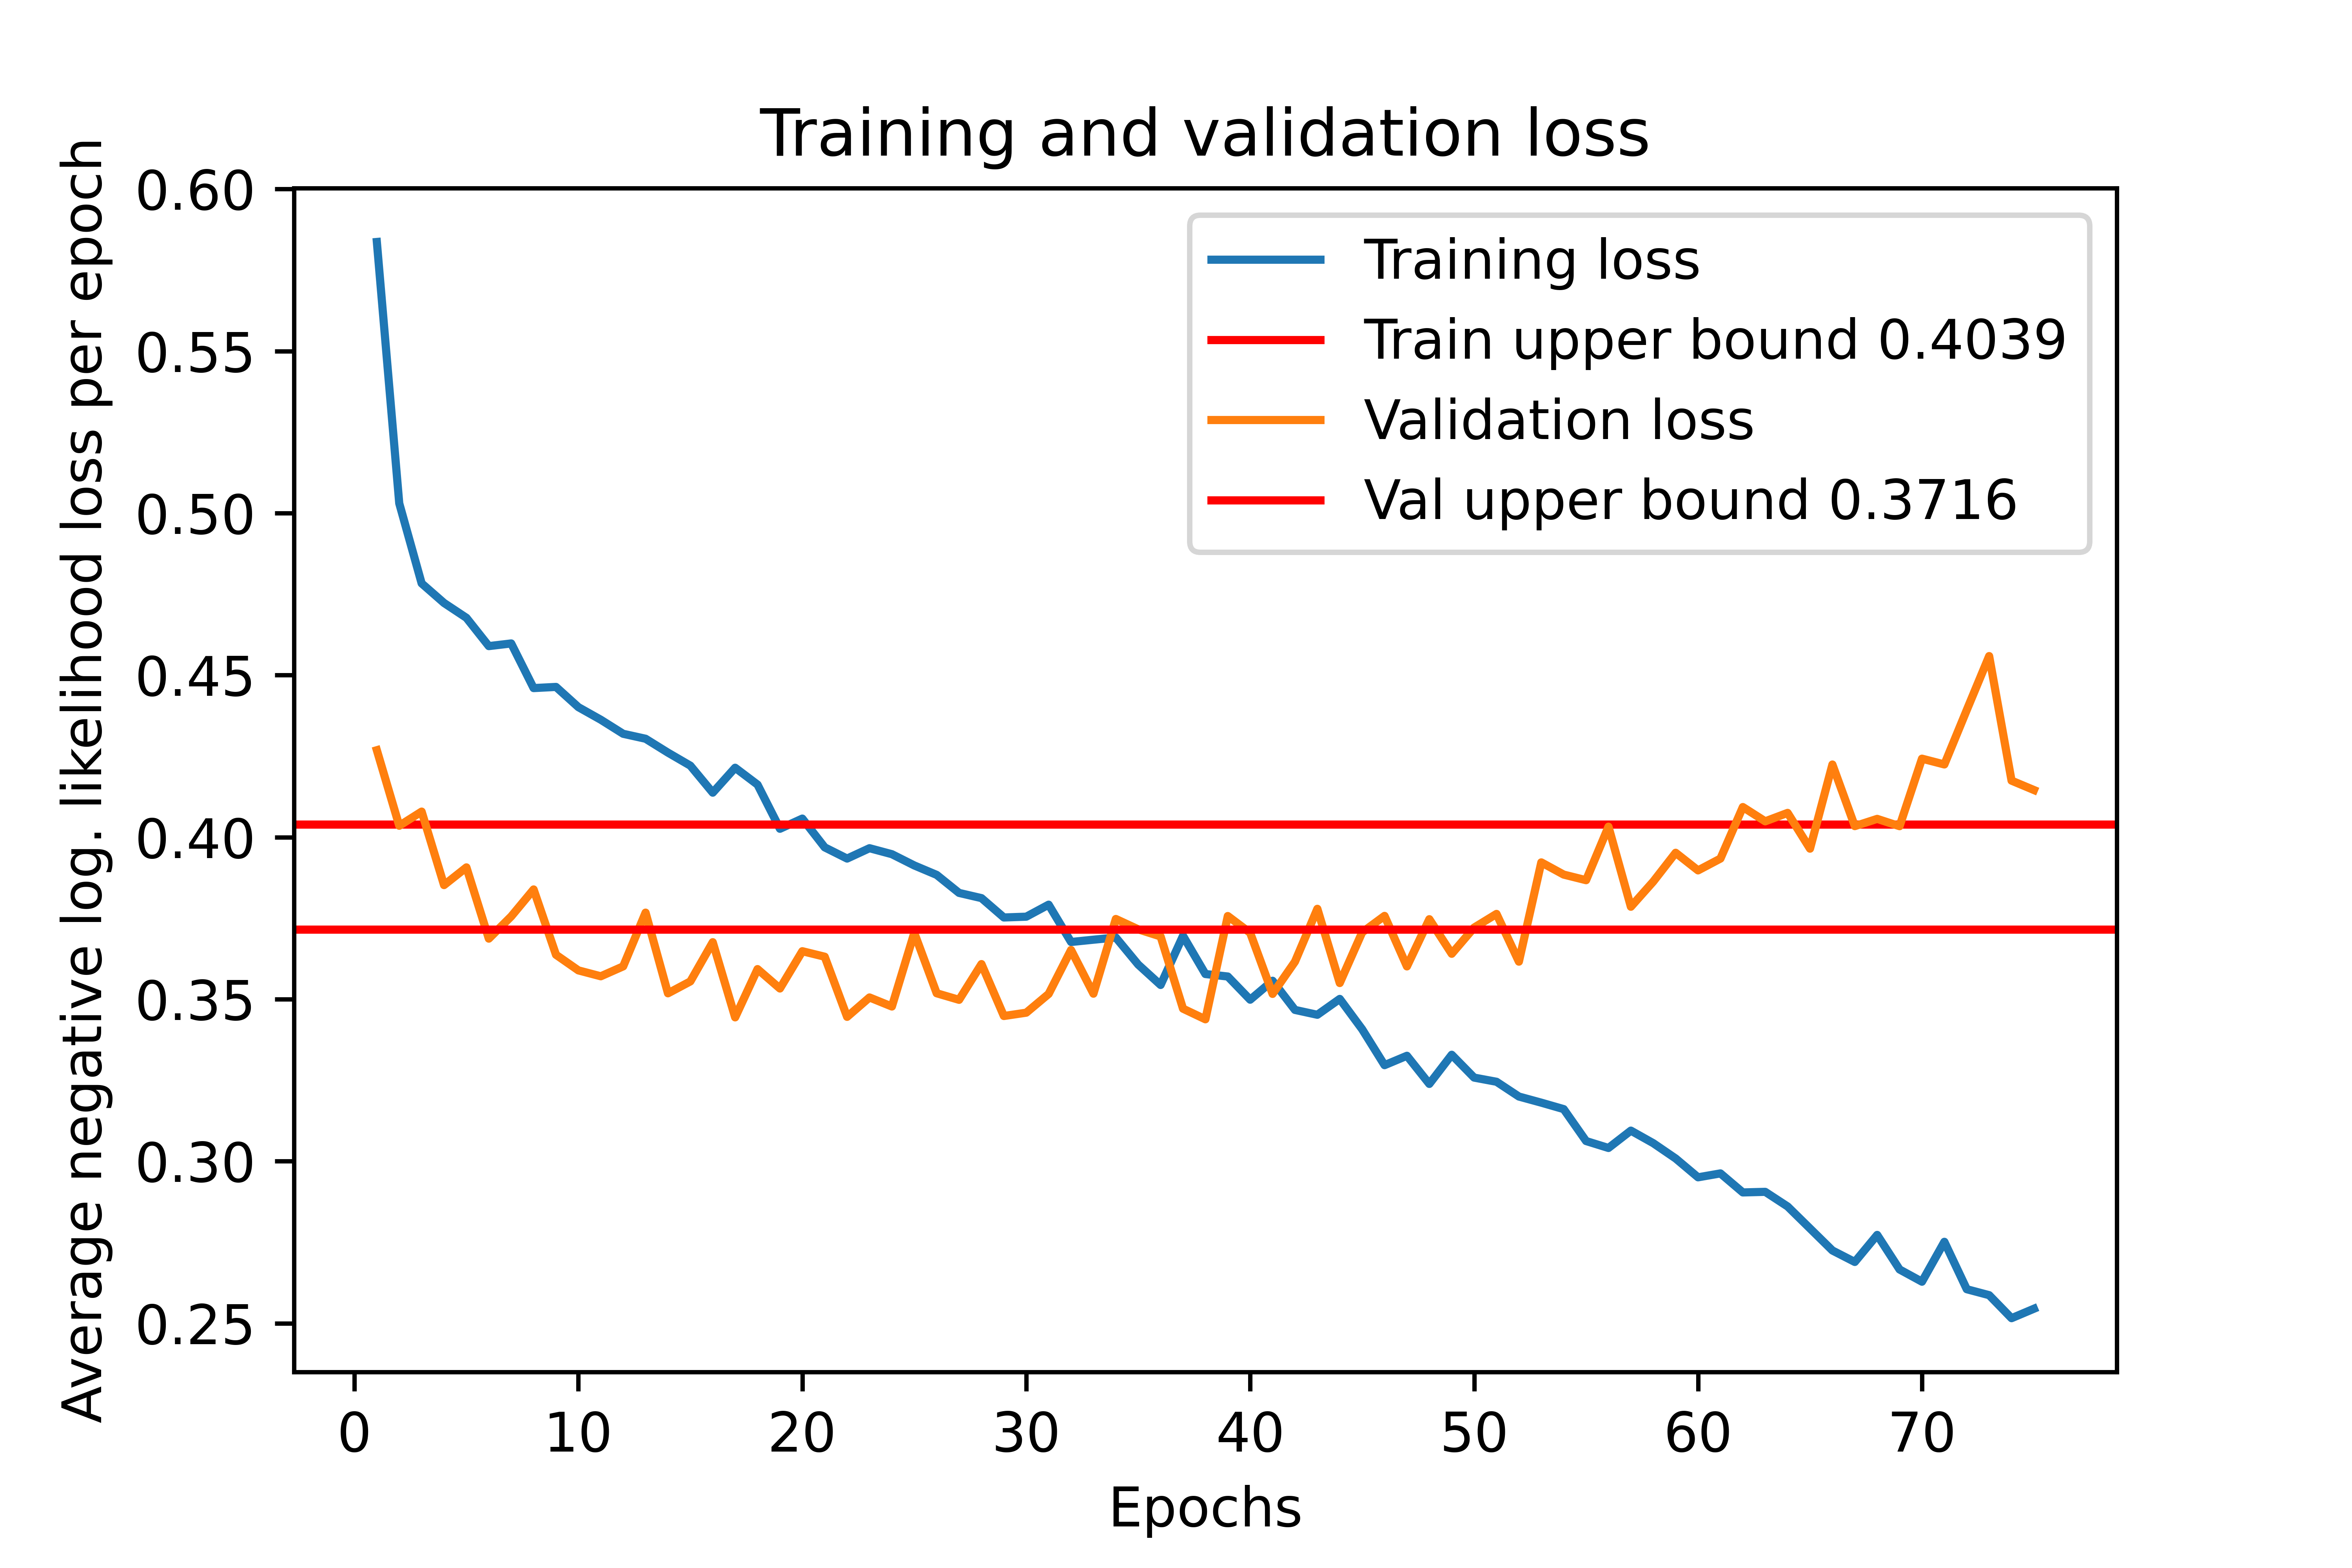 Training and validation loss
Average negative log. likelihood loss per epoch
0.60
0.55
0.50
0.45
0.40
0.35
0.30
0.25
Training loss
Train upper bound 0.4039
Validation loss
Val upper bound 0.3716
0 10 20 30 40 50 60 70
Epochs